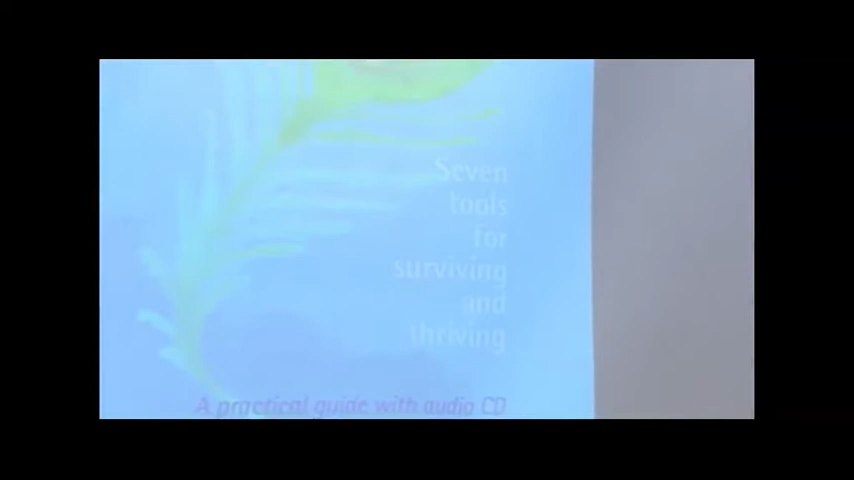 Seven
tools
for
surviving
and
thriving
A practical guide with audio CD